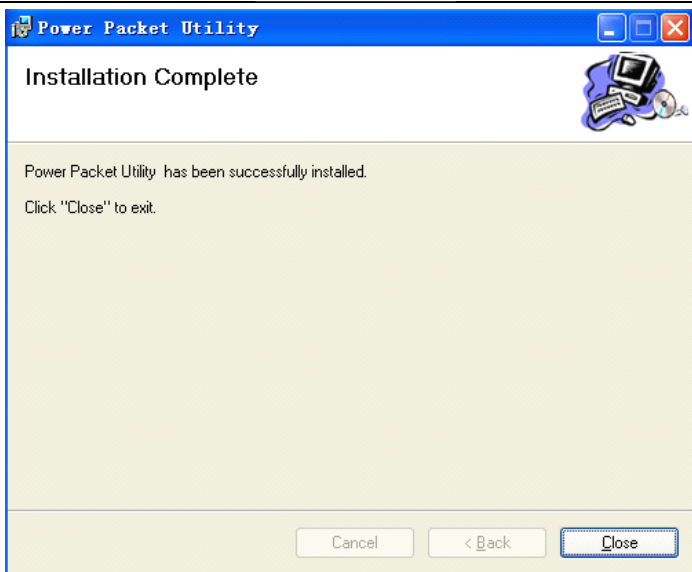 Power Packet Utility
Installation Complete
Power Packet Utility  has been successfully installed.
Click "Close" to exit.
Cancel
< Back
Close